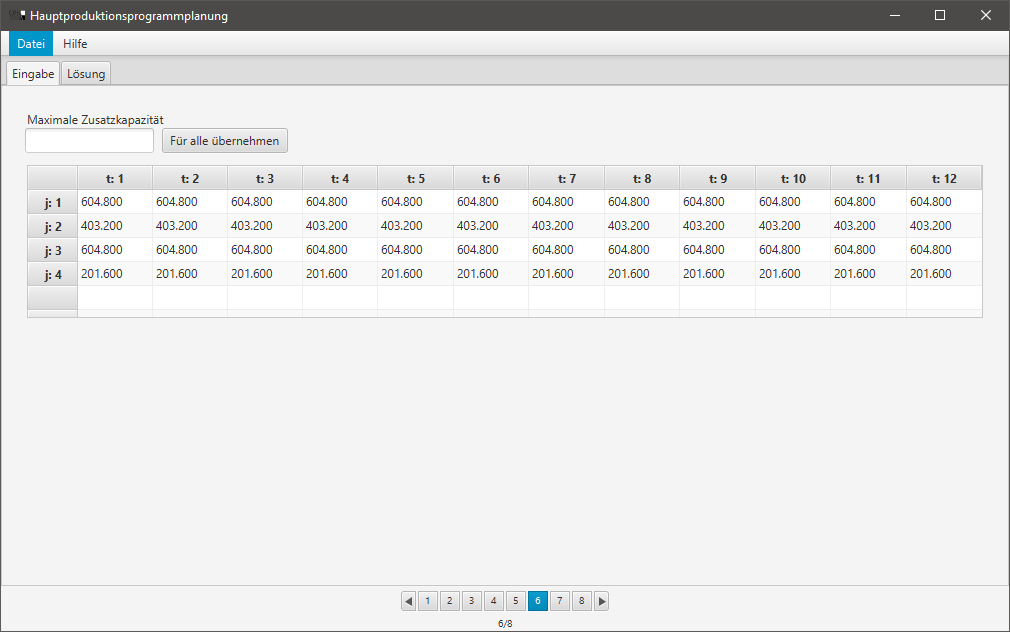 Hauptproduktionsprogrammplanung
Datei Hilfe
Eingabe Lösung
Maximale Zusatzkapazität
Für alle übernehmen
t: 1 t: 2 t: 3 t: 4 t: 5 t: 6 t: 7 t: 8 t: 9 t: 10 t: 11 t: 12
j: 1 604.800 604.800 604.800 604.800 604.800 604.800 604.800 604.800 604.800 604.800 604.800 604.800
j: 2 403.200 403.200 403.200 403.200 403.200 403.200 403.200 403.200 403.200 403.200 403.200 403.200
j: 3 604.800 604.800 604.800 604.800 604.800 604.800 604.800 604.800 604.800 604.800 604.800 604.800
j: 4 201.600 201.600 201.600 201.600 201.600 201.600 201.600 201.600 201.600 201.600 201.600 201.600
1 2 3 4 5 6 7 8
6/8